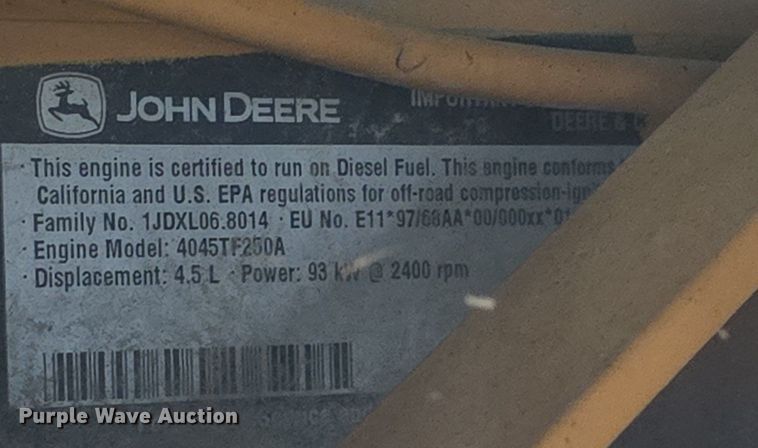 JOHN DEERE
DEERE &
· This engine is certified to run on Diesel Fuel. This engine conforms
California and U.S. EPA regulations for off-road
· Family No. 1JDXL06.8014 · EU No.
· Engine Model: 4045TF250A
· Displacement: 4.5 L · Power: 93 kW @ 2400 rpm
Purple Wave Auction